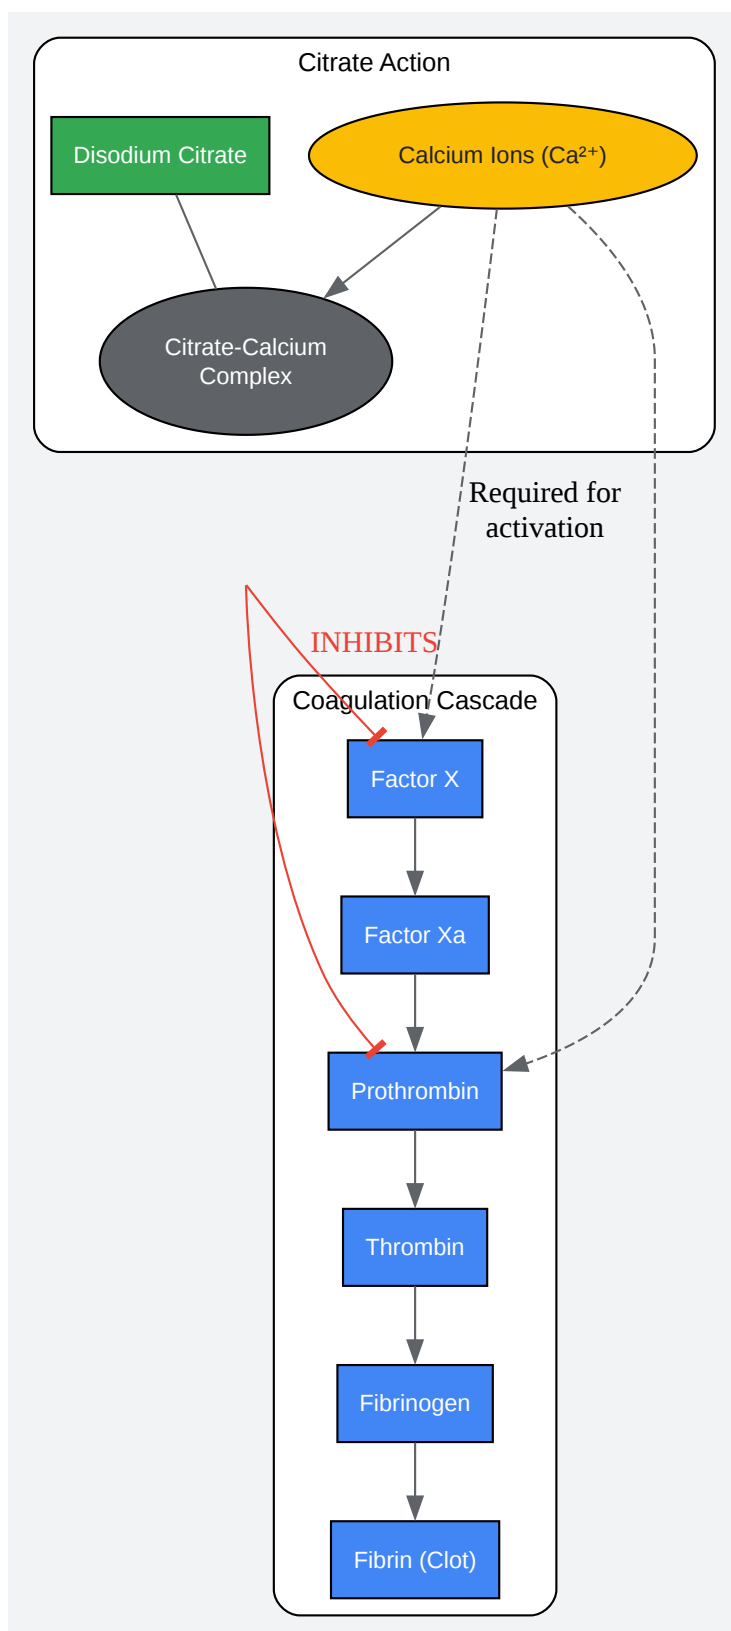 Citrate Action
Disodium Citrate
Calcium Ions (Ca²⁺)
Citrate-Calcium
Complex
Required for
activation
INHIBITS
Coagulation Cascade
Factor X
Factor Xa
Prothrombin
Thrombin
Fibrinogen
Fibrin (Clot)